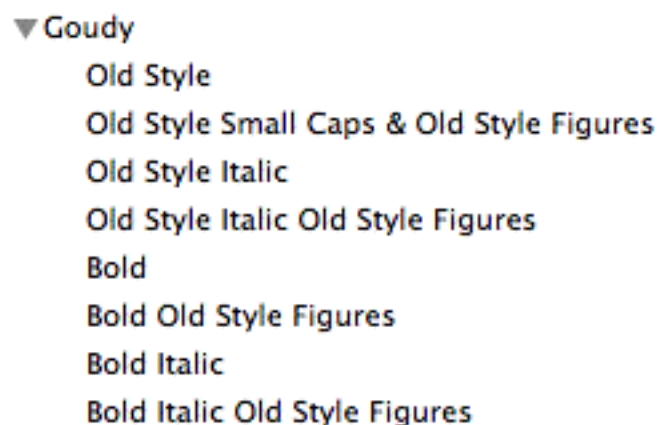 Goudy
Old Style
Old Style Small Caps & Old Style Figures
Old Style Italic
Old Style Italic Old Style Figures
Bold
Bold Old Style Figures
Bold Italic
Bold Italic Old Style Figures